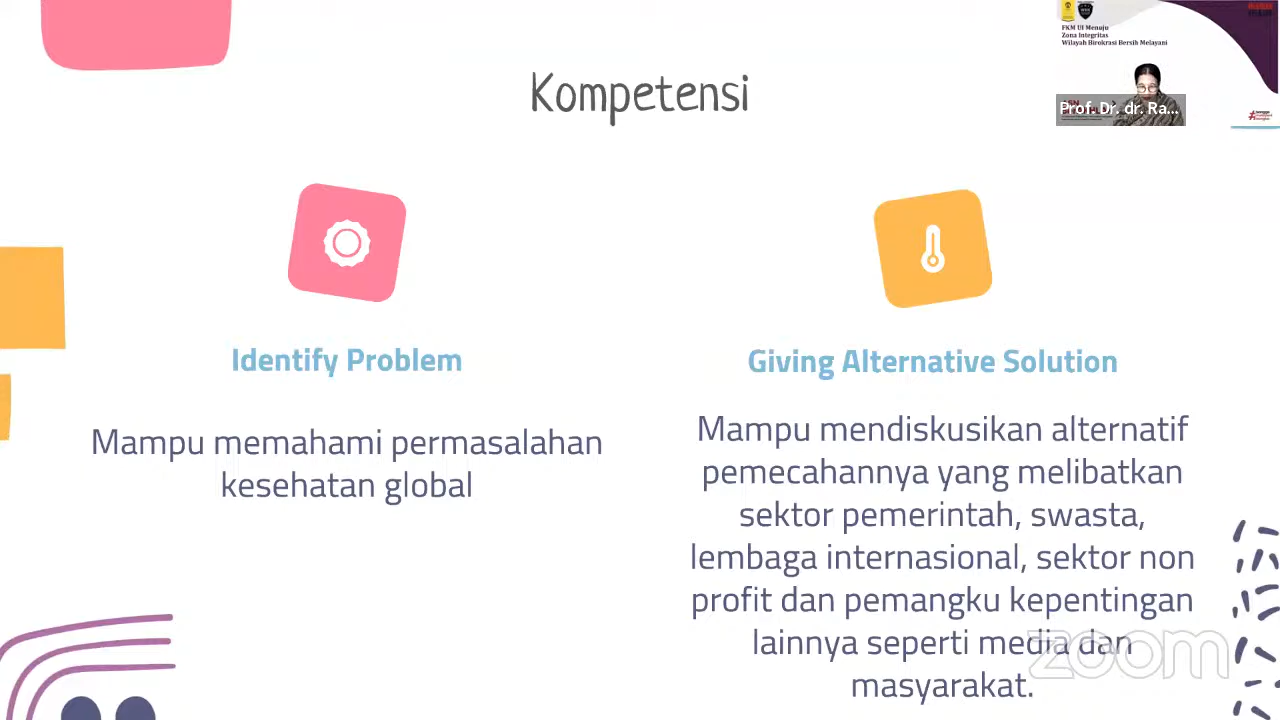 FKM UI Menuju
Zona Integritas
Wilayah Birokrasi Bersih Melayani
Prof. Dr. dr. Ra...
Kompetensi
Identify Problem
Mampu memahami permasalahan
kesehatan global
Giving Alternative Solution
Mampu mendiskusikan alternatif
pemecahannya yang melibatkan
sektor pemerintah, swasta,
lembaga internasional, sektor non
profit dan pemangku kepentingan
lainnya seperti media dan
masyarakat.
zoom